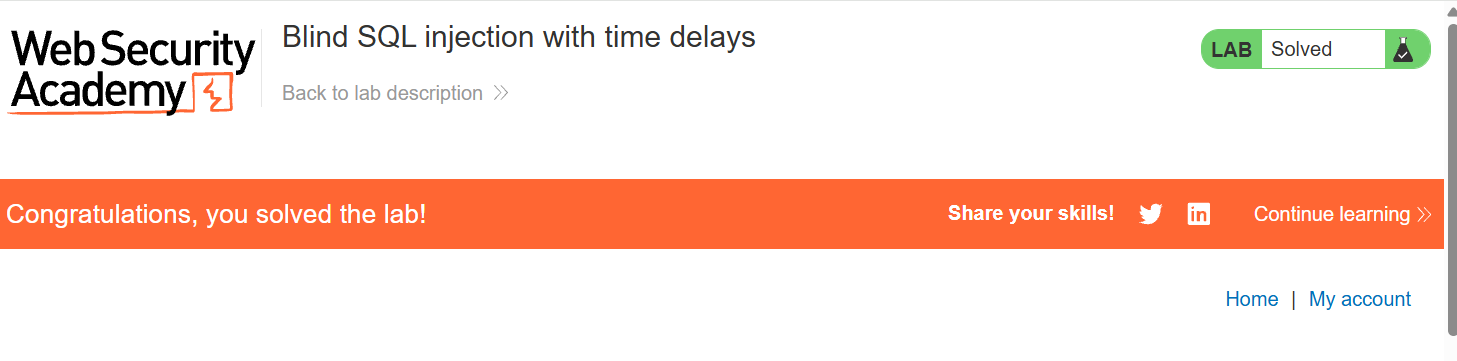 Web Security
Academy
Blind SQL injection with time delays
Back to lab description
LAB Solved
Congratulations, you solved the lab!
Share your skills!
Continue learning
Home | My account